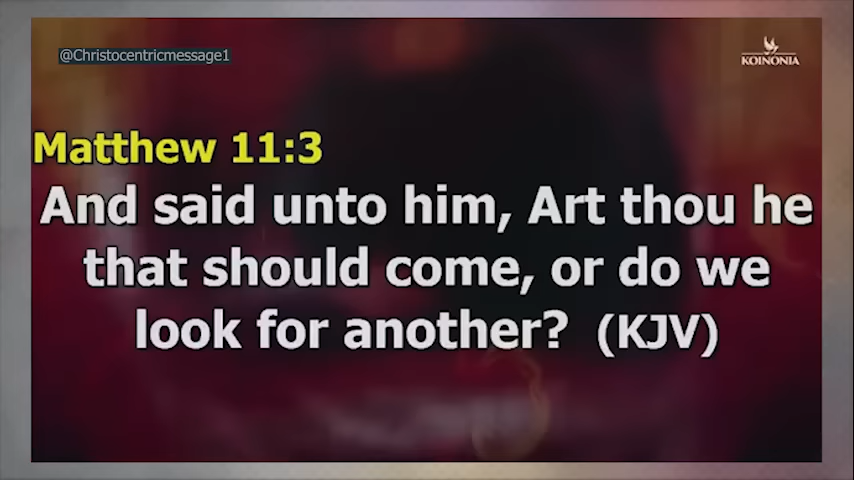 @Christocentricmessage1
KOINONIA
Matthew 11:3
And said unto him, Art thou he
that should come, or do we
look for another? (KJV)